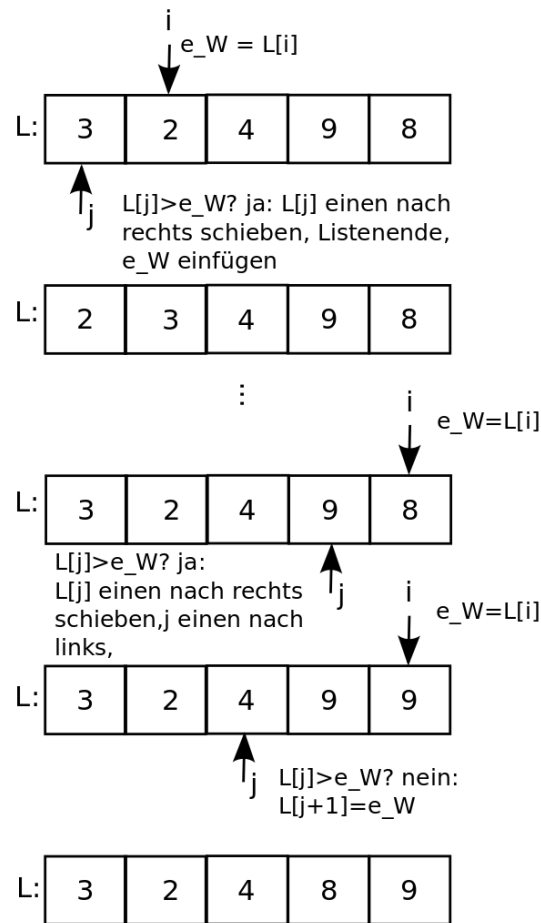 i
e_W = L[i]
L: 3 2 4 9 8
j
L[j]>e_W? ja: L[j] einen nach
rechts schieben, Listenende,
e_W einfügen
L: 2 3 4 9 8
...
i
e_W=L[i]
L: 3 2 4 9 8
L[j]>e_W? ja:
L[j] einen nach rechts
schieben,j einen nach
links,
j
i
e_W=L[i]
L: 3 2 4 9 9
j
L[j]>e_W? nein:
L[j+1]=e_W
L: 3 2 4 8 9